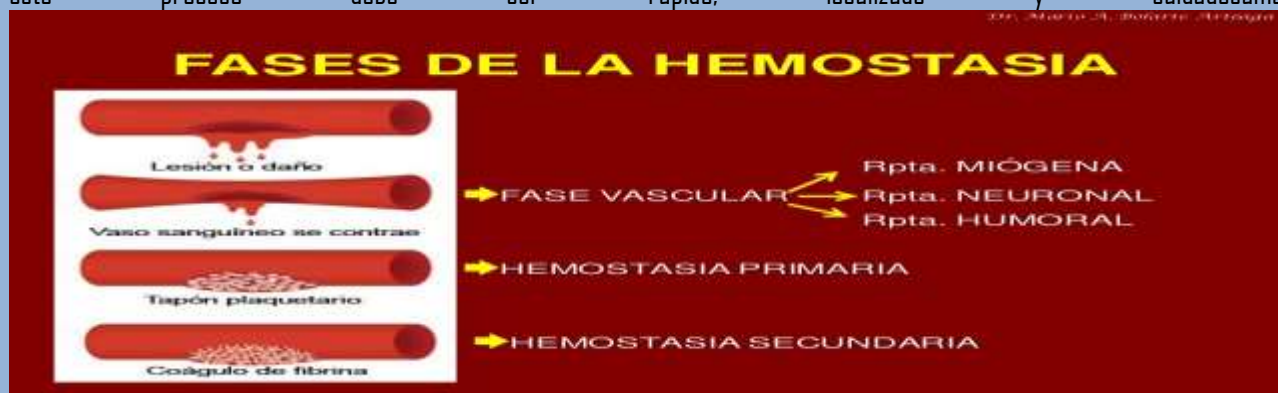 Dr. Mario A. Bolarte Arteaga
FASES DE LA HEMOSTASIA
Lesión o daño
Vaso sanguíneo se contrae
Tapón plaquetario
Coágulo de fibrina
FASE VASCULAR
Rpta. MIÓGENA
Rpta. NEURONAL
Rpta. HUMORAL
HEMOSTASIA PRIMARIA
HEMOSTASIA SECUNDARIA